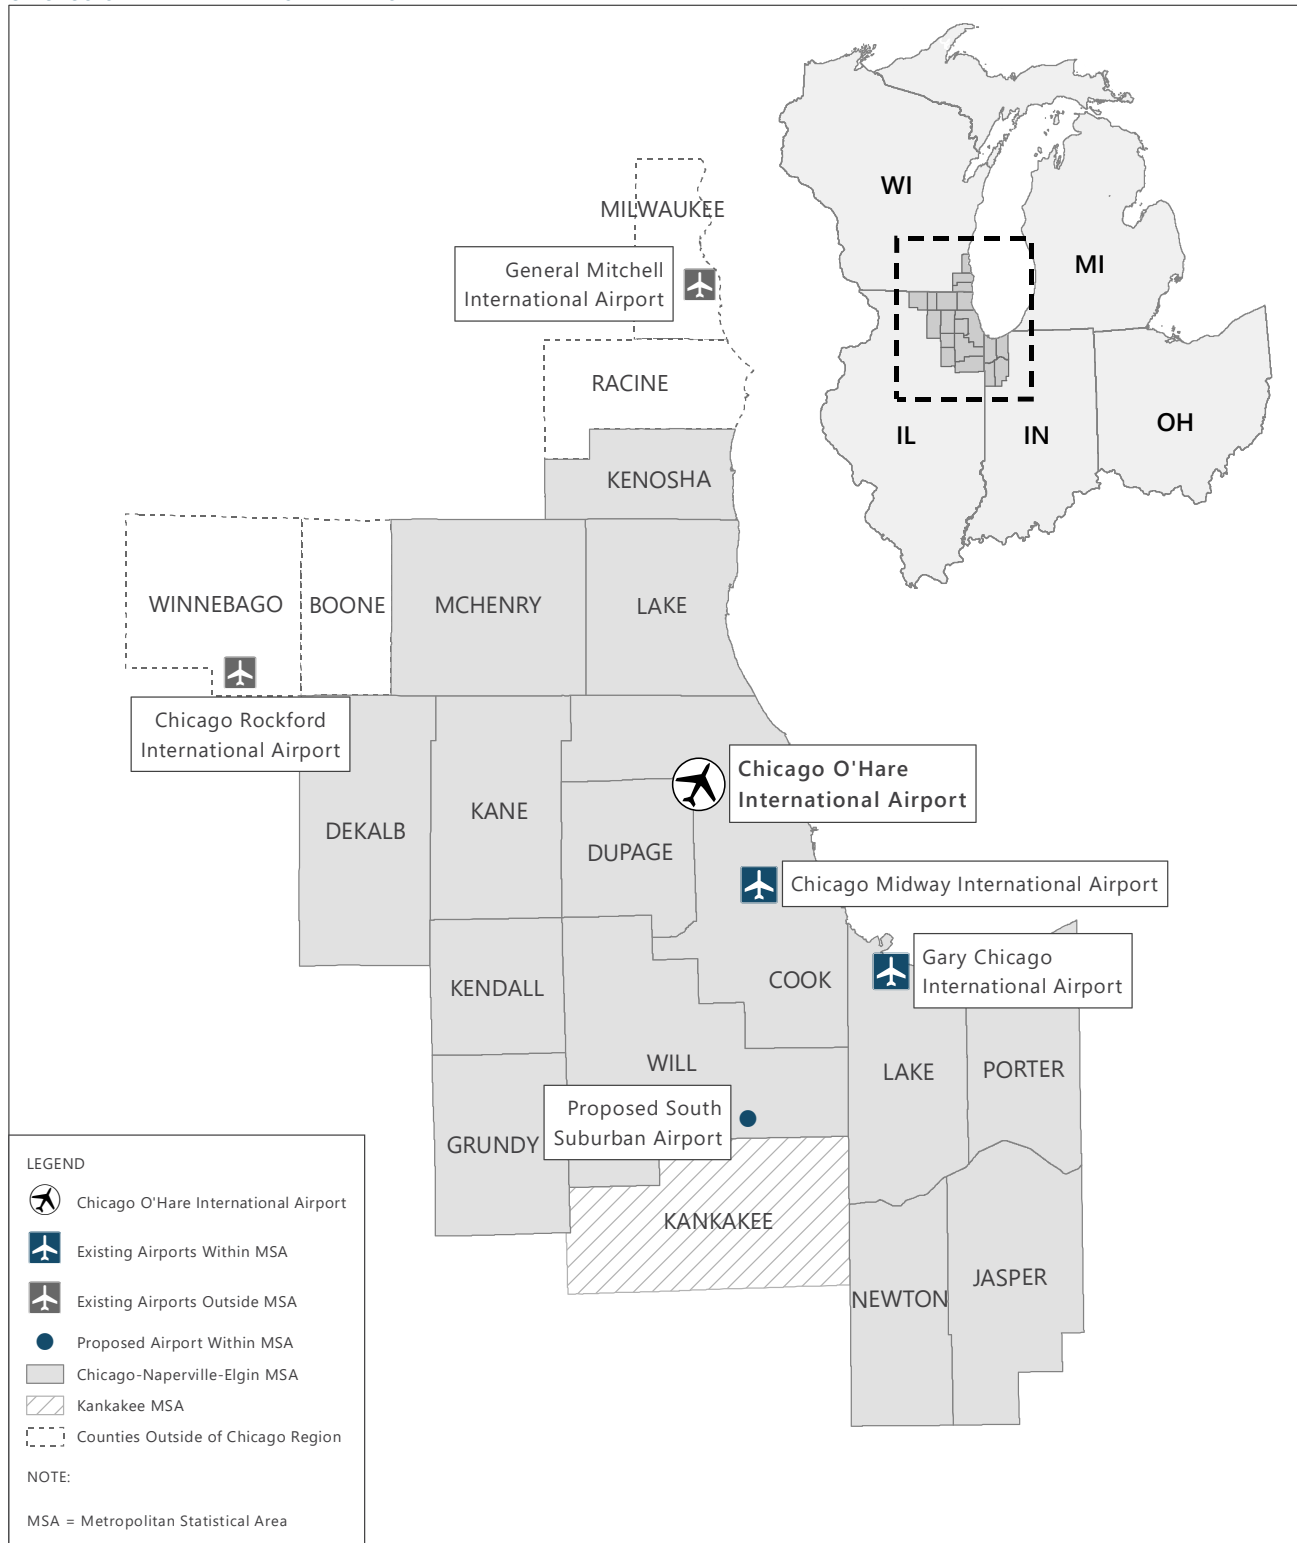 WI
MI
IL
IN
OH
MILWAUKEE
General Mitchell
International Airport
RACINE
KENOSHA
WINNEBAGO
BOONE
MCHENRY
LAKE
Chicago Rockford
International Airport
Chicago O'Hare
International Airport
DEKALB
KANE
DUPAGE
Chicago Midway International Airport
Gary Chicago
International Airport
KENDALL
COOK
WILL
LAKE
PORTER
Proposed South
Suburban Airport
GRUNDY
KANKAKEE
NEWTON
JASPER
LEGEND
Chicago O'Hare International Airport
Existing Airports Within MSA
Existing Airports Outside MSA
Proposed Airport Within MSA
Chicago-Naperville-Elgin MSA
Kankakee MSA
Counties Outside of Chicago Region
NOTE:
MSA = Metropolitan Statistical Area